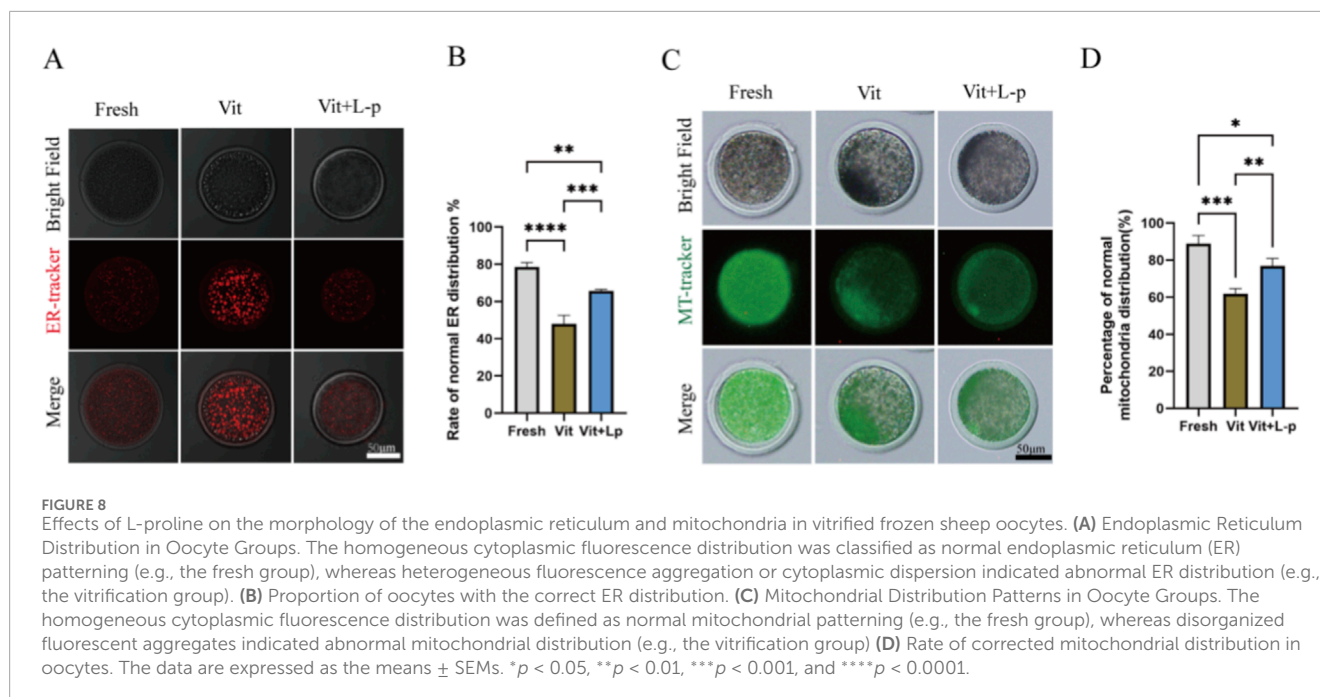 A
Fresh
Vit
Vit+L-p
Bright Field
ER-tracker
Merge
50μm
B
Rate of normal ER distribution %
100
80
60
40
20
0
**
***
****
Fresh
Vit
Vit+Lp
C
Fresh
Vit
Vit+L-p
Bright Field
MT-tracker
Merge
50μm
D
Percentage of normal
mitochondria distribution(%)
100
80
60
40
20
0
*
**
***
Fresh
Vit
Vit+L-p
FIGURE 8
Effects of L-proline on the morphology of the endoplasmic reticulum and mitochondria in vitrified frozen sheep oocytes. (A) Endoplasmic Reticulum
Distribution in Oocyte Groups. The homogeneous cytoplasmic fluorescence distribution was classified as normal endoplasmic reticulum (ER)
patterning (e.g., the fresh group), whereas heterogeneous fluorescence aggregation or cytoplasmic dispersion indicated abnormal ER distribution (e.g.,
the vitrification group). (B) Proportion of oocytes with the correct ER distribution. (C) Mitochondrial Distribution Patterns in Oocyte Groups. The
homogeneous cytoplasmic fluorescence distribution was defined as normal mitochondrial patterning (e.g., the fresh group), whereas disorganized
fluorescent aggregates indicated abnormal mitochondrial distribution (e.g., the vitrification group) (D) Rate of corrected mitochondrial distribution in
oocytes. The data are expressed as the means ± SEMs. *p < 0.05, **p < 0.01, ***p < 0.001, and ****p < 0.0001.